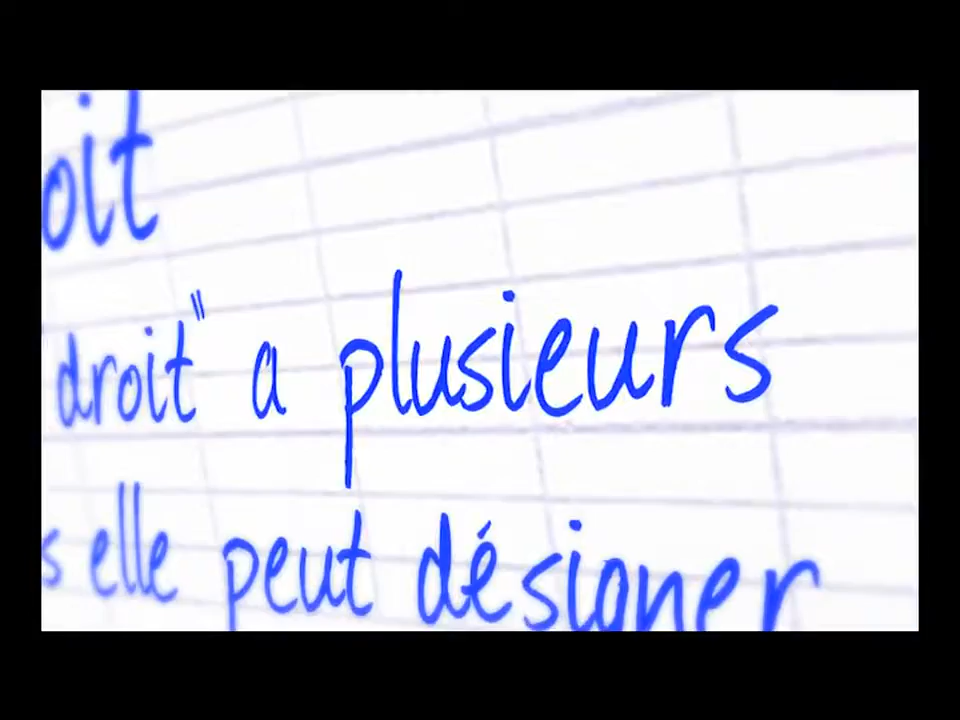 oit
droit" a plusieurs
s elle peut désigner